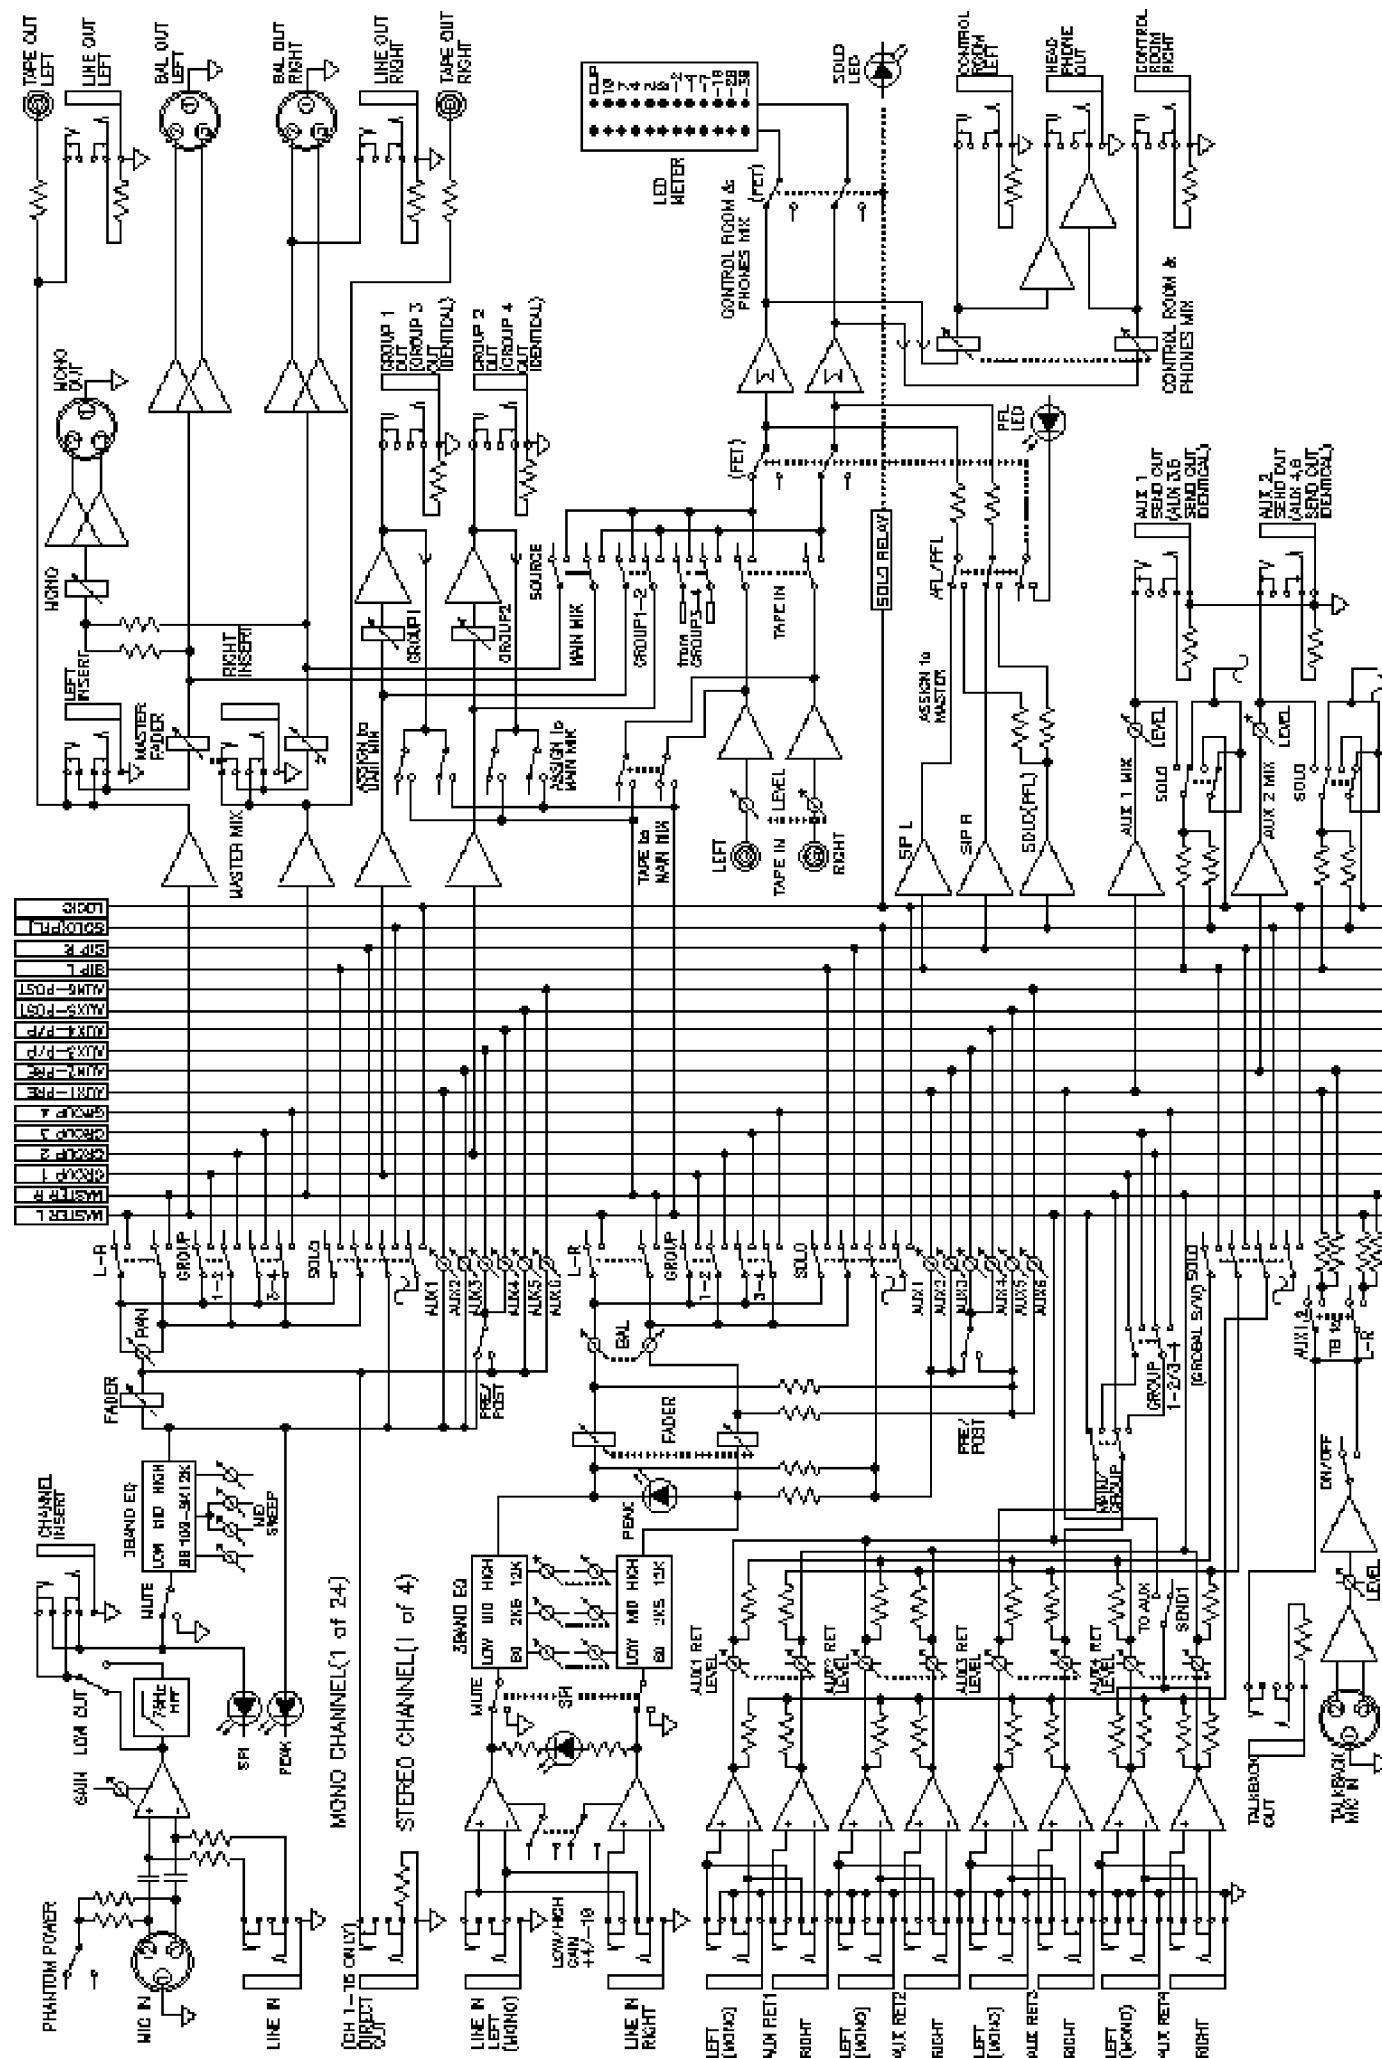 PHANTOM POWER
MIC IN
LINE IN
GAIN
LOW CUT
75Hz
CHANNEL
INSERT
MUTE
3BAND EQ
LOW MID HIGH
MID
SWEEP
SPI
PEAK
FADER
PAN
MONO CHANNEL(1 of 24)
(CH 1-16 ONLY)
DIRECT
OUT
L-R
GROUP
1-2
3-4
SOLO
AUX1
AUX2
AUX3
AUX4
AUX5
AUX6
PRE/
POST
STEREO CHANNEL(1 of 4)
LINE IN
LEFT
(MONO)
LINE IN
RIGHT
LOW/HIGH
GAIN
+4/-10
MUTE
SPI
3BAND EQ
LOW MID HIGH
80 2K5 12K
LOW MID HIGH
80 2K5 12K
PEAK
FADER
BAL
PRE/
POST
L-R
GROUP
1-2
3-4
SOLO
AUX1
AUX2
AUX3
AUX4
AUX5
AUX6
LEFT
(MONO)
AUX RET1
RIGHT
LEFT
(MONO)
AUX RET2
RIGHT
LEFT
(MONO)
AUX RET3
RIGHT
LEFT
(MONO)
AUX RET4
RIGHT
AUX1 RET
LEVEL
AUX2 RET
LEVEL
AUX3 RET
LEVEL
AUX4 RET
LEVEL
TO AUX
SEND1
MAIN/
GROUP
GROUP
1-2/3-4
SOLO
TALKBACK
OUT
TALKBACK
MIC IN
LEVEL
ON/OFF
AUX1,2
TB to
L-R
MASTER L
MASTER R
GROUP 1
GROUP 2
GROUP 3
GROUP 4
AUX1-PRE
AUX2-PRE
AUX3-P/P
AUX4-P/P
AUX5-POST
AUX6-POST
SIP L
SIP R
SOLO(PFL)
LOGIC
MASTER MIX
LEFT
INSERT
MASTER
FADER
RIGHT
INSERT
MONO
MONO
OUT
TAPE OUT
LEFT
LINE OUT
LEFT
BAL OUT
LEFT
BAL OUT
RIGHT
LINE OUT
RIGHT
TAPE OUT
RIGHT
ASSIGN to
MAIN MIX
ASSIGN to
MAIN MIX
GROUP1
GROUP2
GROUP 1
OUT
(GROUP 3
OUT
IDENTICAL)
GROUP 2
OUT
(GROUP 4
OUT
IDENTICAL)
TAPE to
MAIN MIX
LEFT
TAPE IN
RIGHT
LEVEL
SOURCE
MAIN MIX
GROUP1-2
from
GROUP3-4
TAPE IN
(FET)
CONTROL ROOM &
PHONES MIX
(FET)
LED
METER
SOLO
LED
SOLO RELAY
SIP L
SIP R
SOLO(PFL)
ASSIGN to
MASTER
AFL/PFL
PFL
LED
CONTROL ROOM &
PHONES MIX
CONTROL
ROOM
LEFT
HEAD
PHONE
OUT
CONTROL
ROOM
RIGHT
AUX 1 MIX
LEVEL
SOLO
AUX 1
SEND OUT
(AUX 3,5
SEND OUT
IDENTICAL)
AUX 2 MIX
LEVEL
SOLO
AUX 2
SEND OUT
(AUX 4,6
SEND OUT
IDENTICAL)